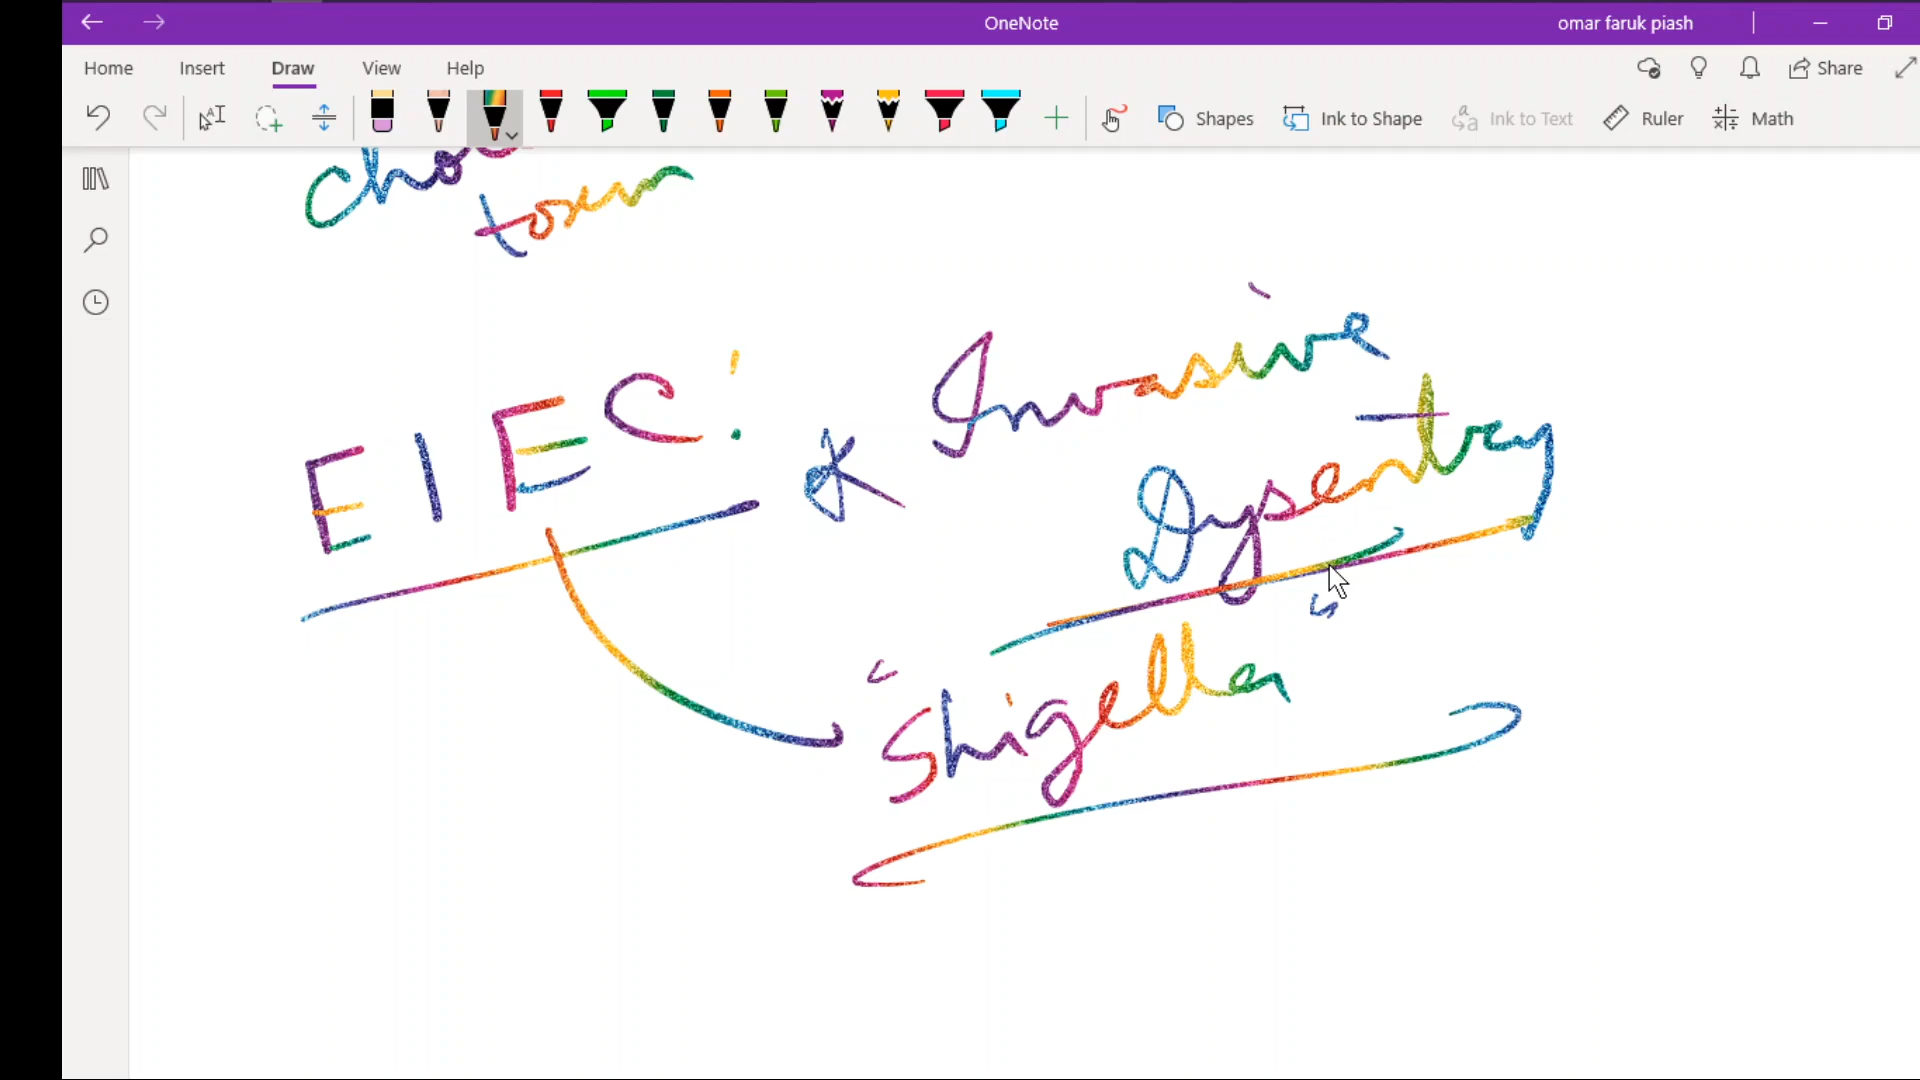 OneNote
omar faruk piash
Home Insert Draw View Help
Share
Shapes Ink to Shape Ink to Text Ruler Math
toxin
EIEC: * Invasive
Dysentry
"Shigella"